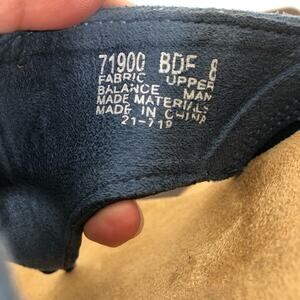 71900 BDF 8
FABRIC UPPER
BALANCE MAN
MADE MATERIALS
MADE IN CHINA
21-719